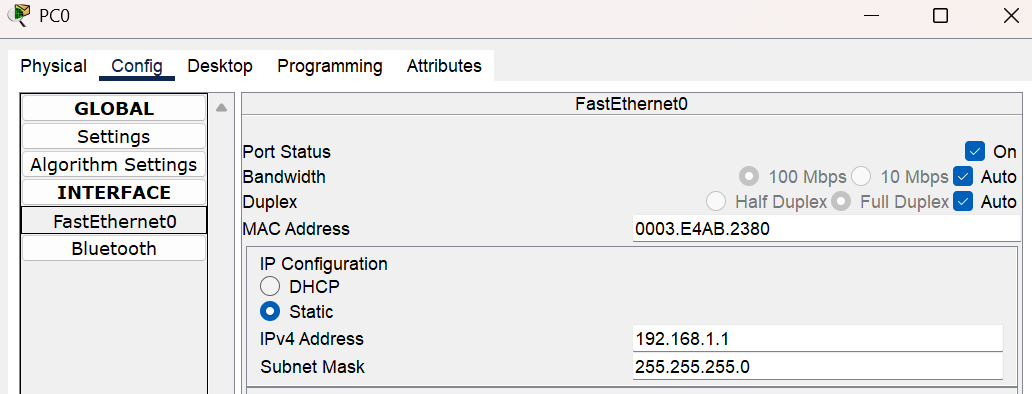 PC0
Physical Config Desktop Programming Attributes
GLOBAL
Settings
Algorithm Settings
INTERFACE
FastEthernet0
Bluetooth
FastEthernet0
Port Status On
Bandwidth 100 Mbps 10 Mbps Auto
Duplex Half Duplex Full Duplex Auto
MAC Address 0003.E4AB.2380
IP Configuration
DHCP
Static
IPv4 Address 192.168.1.1
Subnet Mask 255.255.255.0